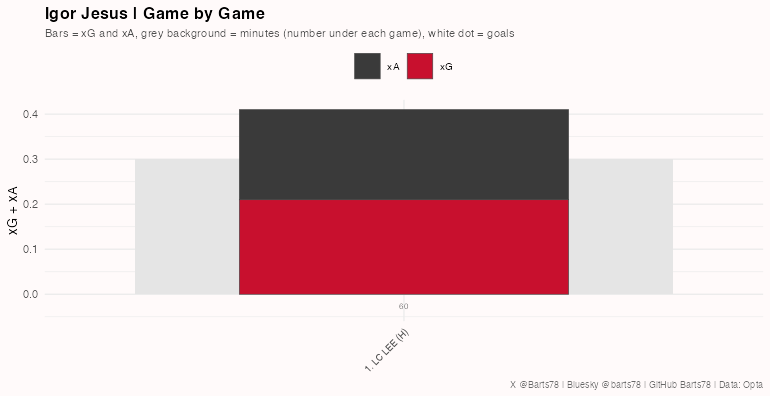 Igor Jesus | Game by Game
Bars = xG and xA, grey background = minutes (number under each game), white dot = goals
xA xG
xG + xA
0.4
0.3
0.2
0.1
0.0
60
1. LC LEE (H)
X @Barts78 | Bluesky @barts78 | GitHub Barts78 | Data: Opta